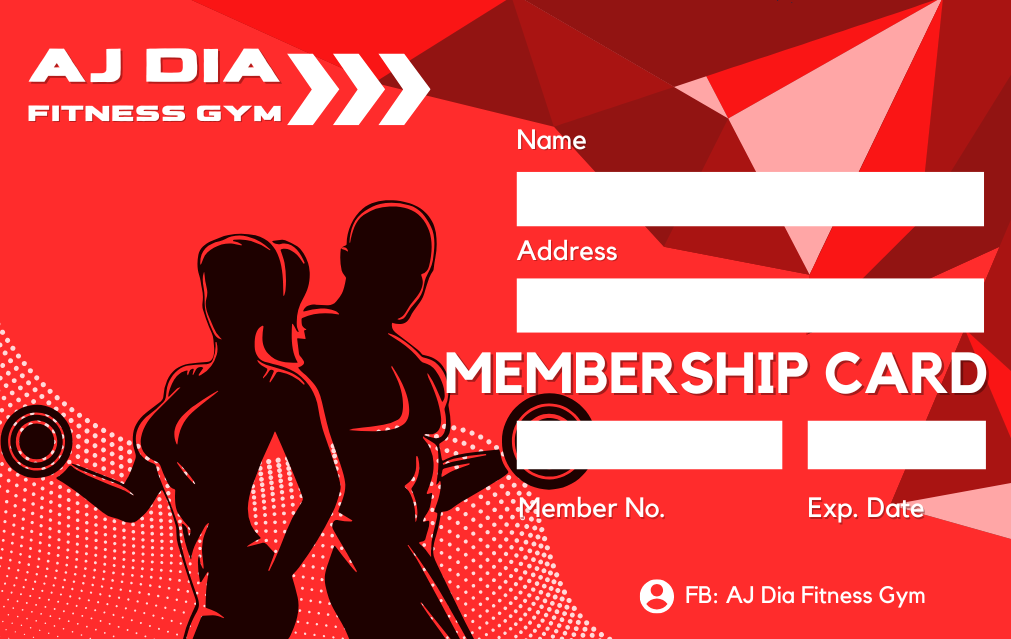 AJ DIA
FITNESS GYM
Name
Address
MEMBERSHIP CARD
Member No.
Exp. Date
FB: AJ Dia Fitness Gym